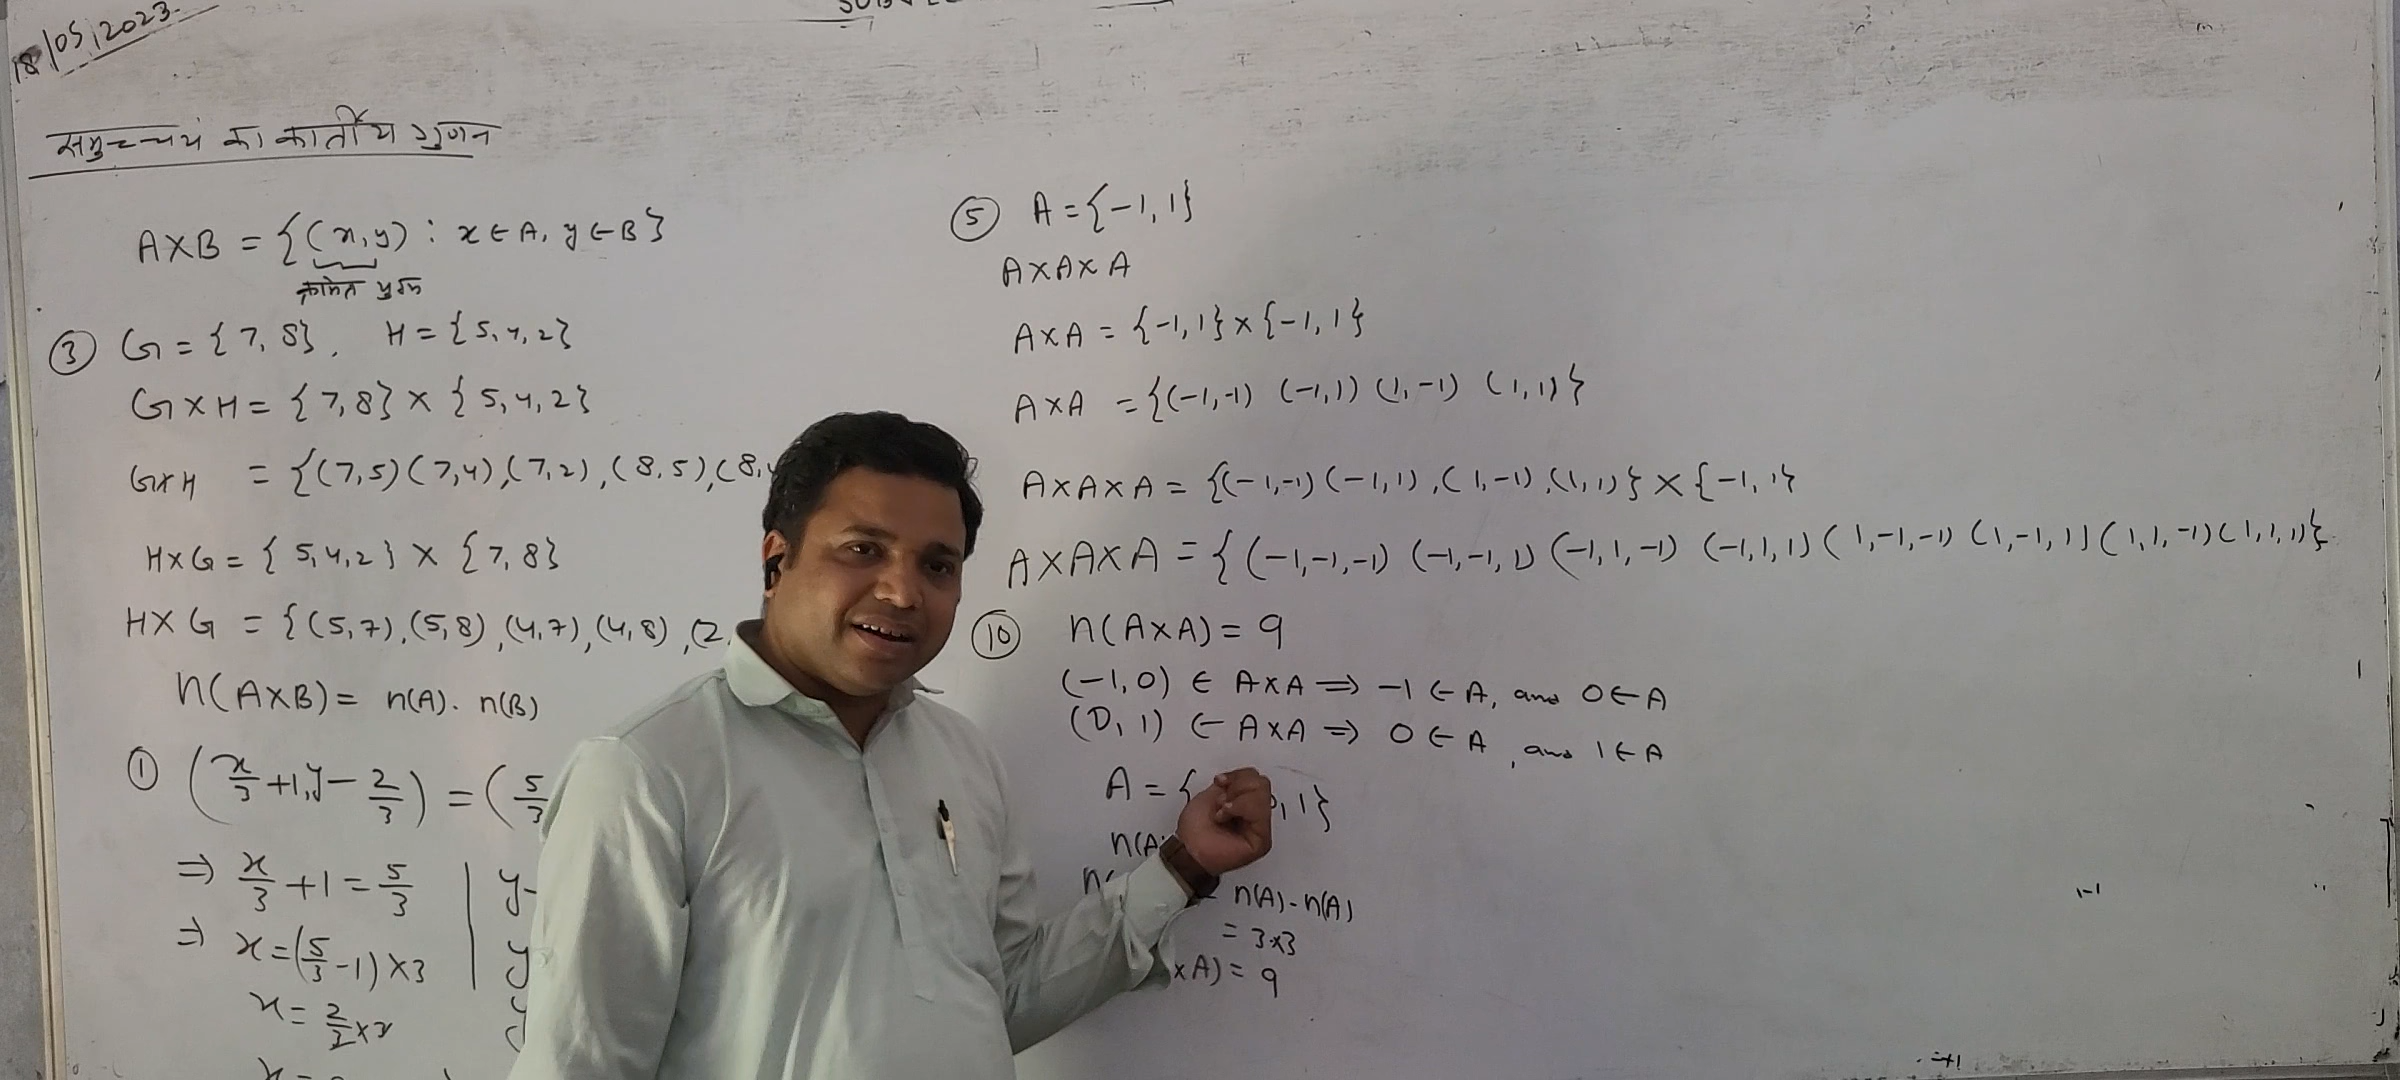 18/05/2023
समुच्चय का कार्तीय गुणन
A×B = {(x,y) : x∈A, y∈B}
क्रमित युग्म
③ G = {7, 8}, H = {5, 4, 2}
G×H = {7,8} × {5,4,2}
G×H = {(7,5)(7,4),(7,2),(8,5),(8,
H×G = {5,4,2} × {7,8}
H×G = {(5,7),(5,8),(4,7),(4,8),(2,
n(A×B) = n(A). n(B)
① (x/3 +1, y- 2/3) = (5/3
⇒ x/3 +1 = 5/3 | y-
⇒ x=(5/3 -1)×3 | y
⑤ A={-1,1}
A×A×A
A×A = {-1,1}×{-1,1}
A×A = {(-1,-1) (-1,1) (1,-1) (1,1)}
A×A×A = {(-1,-1)(-1,1),(1,-1),(1,1)} × {-1,1}
A×A×A = {(-1,-1,-1) (-1,-1,1) (-1,1,-1) (-1,1,1) (1,-1,-1) (1,-1,1) (1,1,-1) (1,1,1)}
⑩ n(A×A) = 9
(-1,0) ∈ A×A ⇒ -1∈A, and 0∈A
(0,1) ∈ A×A ⇒ 0∈A, and 1∈A
A = { 0,1}
n(A
n( = n(A).n(A)
= 3×3
×A) = 9